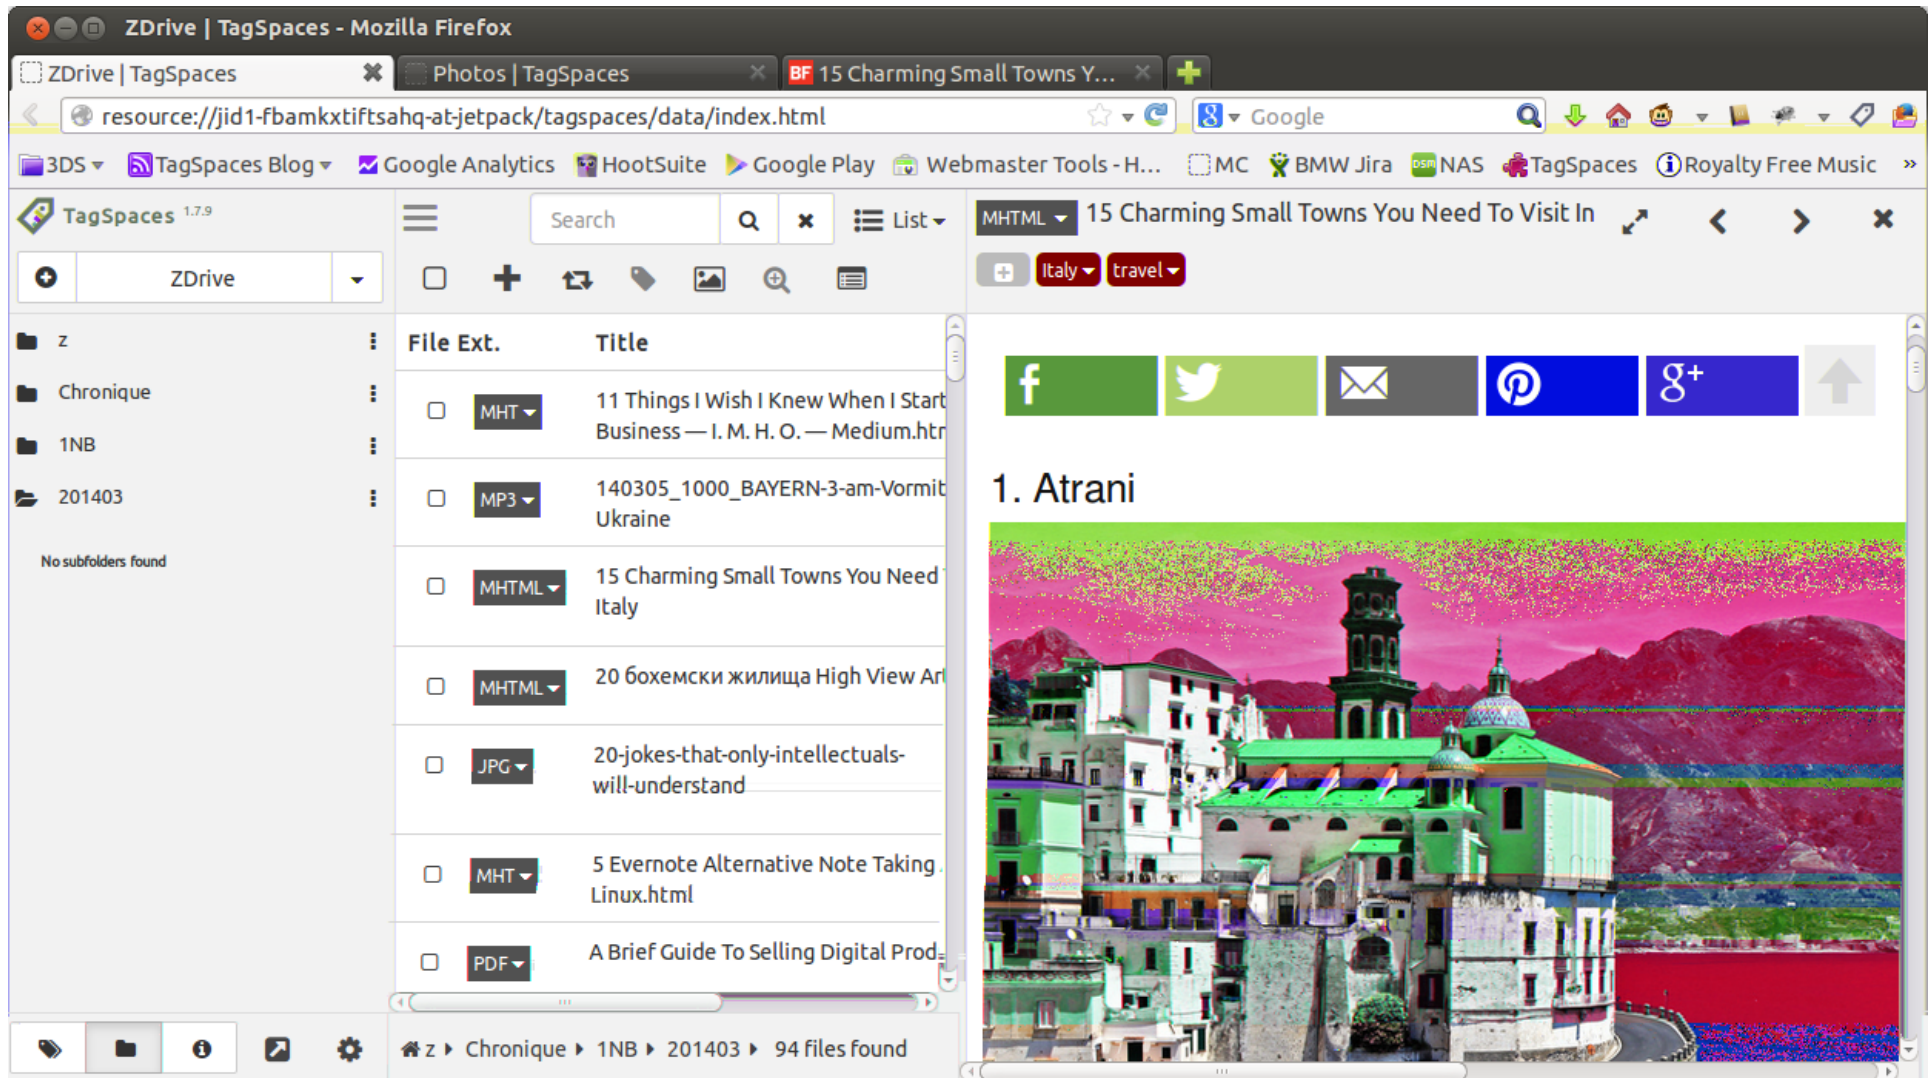 ZDrive | TagSpaces - Mozilla Firefox
ZDrive | TagSpaces
Photos | TagSpaces
BF 15 Charming Small Towns Y...
resource://jid1-fbamkxtiftsahq-at-jetpack/tagspaces/data/index.html
Google
3DS
TagSpaces Blog
Google Analytics
HootSuite
Google Play
Webmaster Tools - H...
MC
BMW Jira
DSM NAS
TagSpaces
Royalty Free Music
»
TagSpaces 1.7.9
ZDrive
z
Chronique
1NB
201403
No subfolders found
Search
List
File Ext.
Title
MHT
11 Things I Wish I Knew When I Start
Business — I. M. H. O. — Medium.htm
MP3
140305_1000_BAYERN-3-am-Vormit
Ukraine
MHTML
15 Charming Small Towns You Need
Italy
MHTML
20 бохемски жилища High View Art
JPG
20-jokes-that-only-intellectuals-
will-understand
MHT
5 Evernote Alternative Note Taking
Linux.html
PDF
A Brief Guide To Selling Digital Prod
z
Chronique
1NB
201403
94 files found
MHTML
15 Charming Small Towns You Need To Visit In
Italy
travel
f
g+
1. Atrani